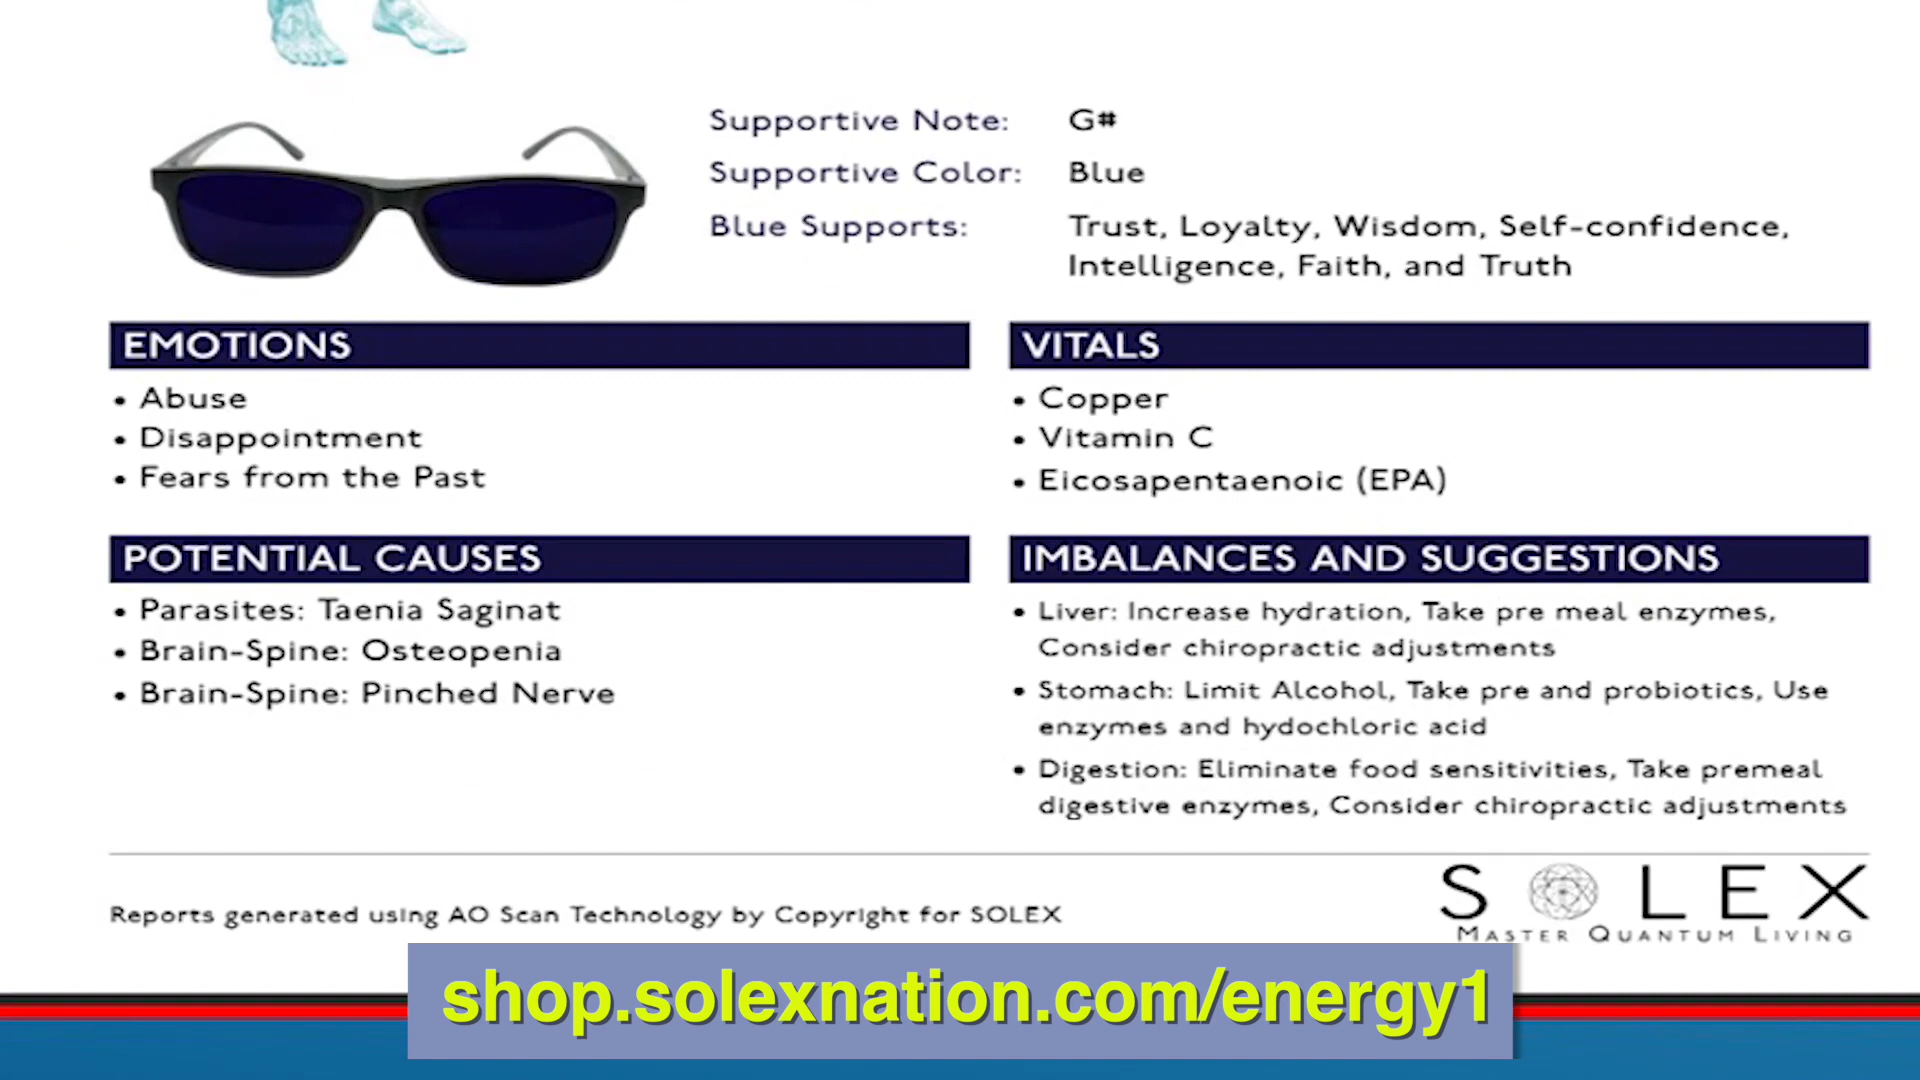 Supportive Note: G#
Supportive Color: Blue
Blue Supports: Trust, Loyalty, Wisdom, Self-confidence,
Intelligence, Faith, and Truth
EMOTIONS
• Abuse
• Disappointment
• Fears from the Past
VITALS
• Copper
• Vitamin C
• Eicosapentaenoic (EPA)
POTENTIAL CAUSES
• Parasites: Taenia Saginat
• Brain-Spine: Osteopenia
• Brain-Spine: Pinched Nerve
IMBALANCES AND SUGGESTIONS
• Liver: Increase hydration, Take pre meal enzymes,
Consider chiropractic adjustments
• Stomach: Limit Alcohol, Take pre and probiotics, Use
enzymes and hydochloric acid
• Digestion: Eliminate food sensitivities, Take premeal
digestive enzymes, Consider chiropractic adjustments
Reports generated using AO Scan Technology by Copyright for SOLEX
SOLEX
MASTER QUANTUM LIVING
shop.solexnation.com/energy1